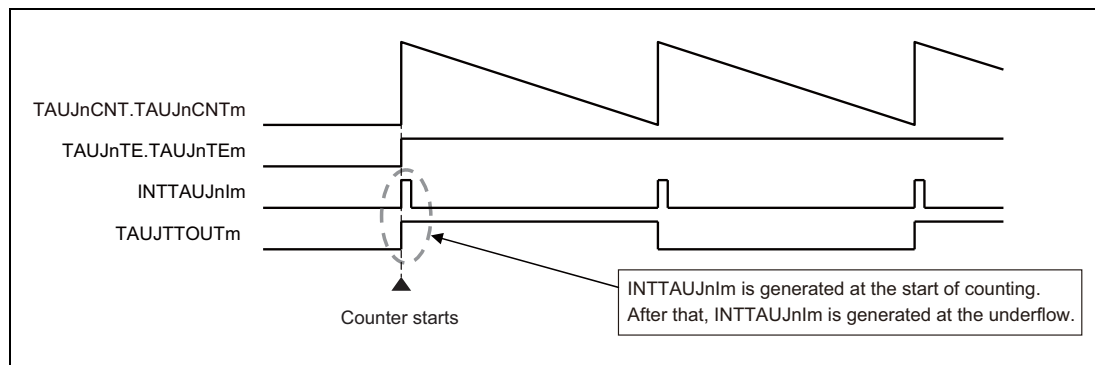 TAUJnCNT.TAUJnCNTm
TAUJnTE.TAUJnTEm
INTTAUJnIm
TAUJTTOUTm
INTTAUJnIm is generated at the start of counting.
After that, INTTAUJnIm is generated at the underflow.
Counter starts